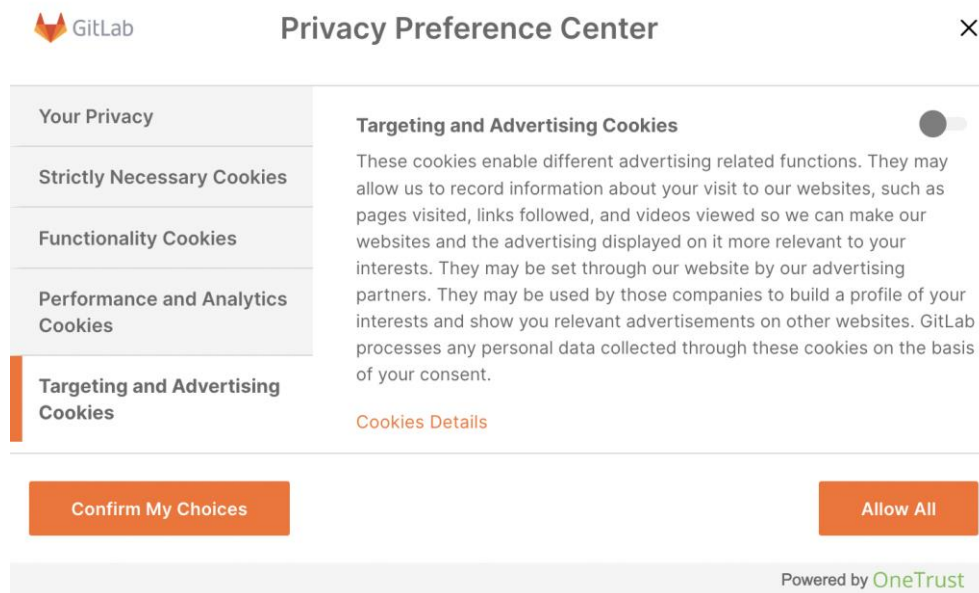 GitLab
Privacy Preference Center
Your Privacy
Strictly Necessary Cookies
Functionality Cookies
Performance and Analytics
Cookies
Targeting and Advertising
Cookies
Targeting and Advertising Cookies
These cookies enable different advertising related functions. They may
allow us to record information about your visit to our websites, such as
pages visited, links followed, and videos viewed so we can make our
websites and the advertising displayed on it more relevant to your
interests. They may be set through our website by our advertising
partners. They may be used by those companies to build a profile of your
interests and show you relevant advertisements on other websites. GitLab
processes any personal data collected through these cookies on the basis
of your consent.
Cookies Details
Confirm My Choices
Allow All
Powered by OneTrust